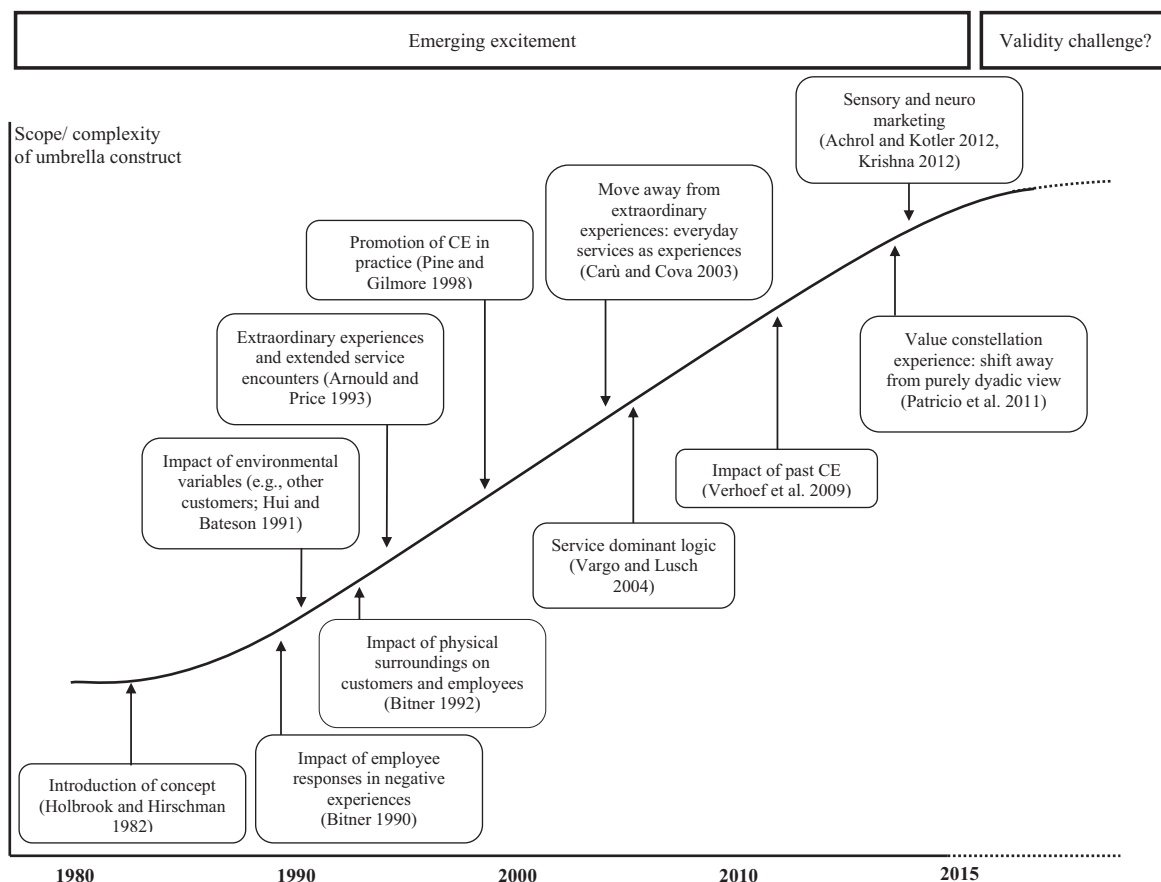 Emerging excitement
Validity challenge?
Scope/ complexity
of umbrella construct
Sensory and neuro
marketing
(Achrol and Kotler 2012,
Krishna 2012)
Move away from
extraordinary
experiences: everyday
services as experiences
(Carù and Cova 2003)
Promotion of CE in
practice (Pine and
Gilmore 1998)
Extraordinary experiences
and extended service
encounters (Arnould and
Price 1993)
Impact of environmental
variables (e.g., other
customers; Hui and
Bateson 1991)
Value constellation
experience: shift away
from purely dyadic view
(Patricio et al. 2011)
Impact of past CE
(Verhoef et al. 2009)
Service dominant logic
(Vargo and Lusch
2004)
Impact of physical
surroundings on
customers and employees
(Bitner 1992)
Impact of employee
responses in negative
experiences
(Bitner 1990)
Introduction of concept
(Holbrook and Hirschman
1982)
1980
1990
2000
2010
2015